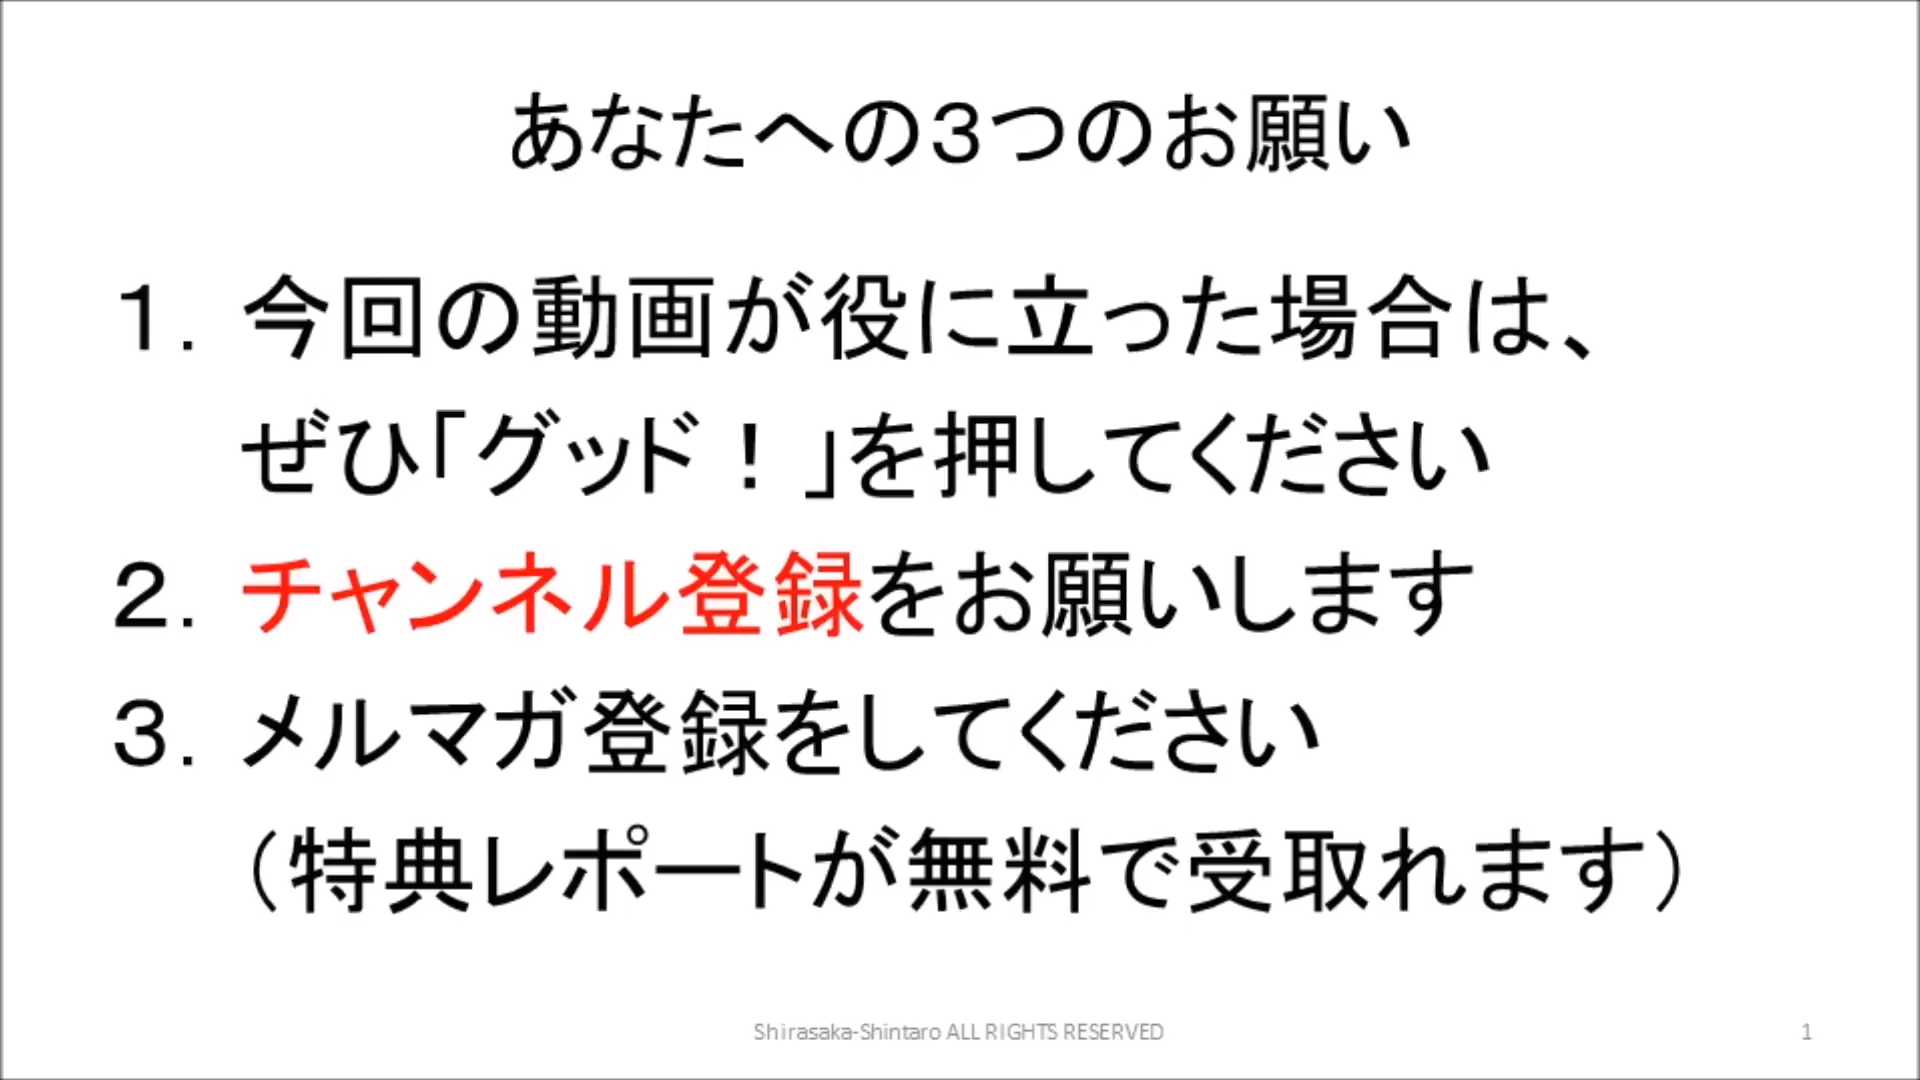 あなたへの３つのお願い
１．今回の動画が役に立った場合は、
ぜひ「グッド！」を押してください
２．チャンネル登録をお願いします
３．メルマガ登録をしてください
（特典レポートが無料で受取れます）
Shirasaka-Shintaro ALL RIGHTS RESERVED
1